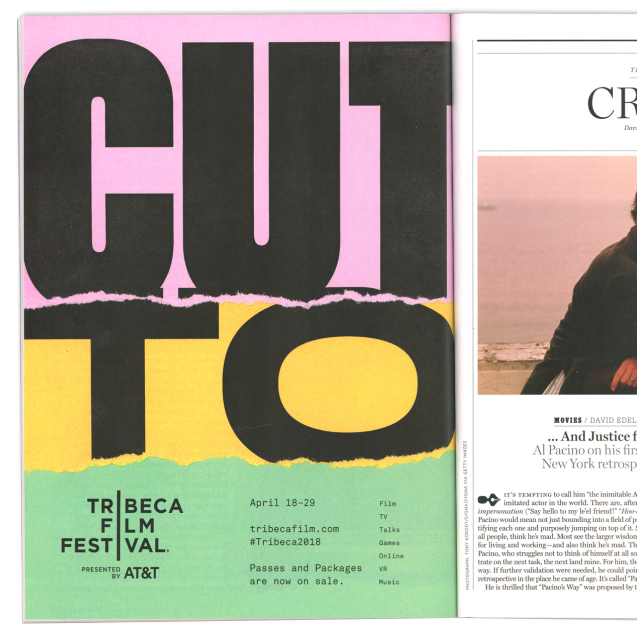 CUT
TO
TRIBECA
FILM
FESTIVAL
PRESENTED
BY AT&T
April 18–29
tribecafilm.com
#Tribeca2018
Passes and Packages
are now on sale.
Film
TV
Talks
Games
Online
VR
Music
CR
MOVIES / DAVID EDEL
... And Justice f
Al Pacino on his firs
New York retrosp
IT'S TEMPTING to call him "the inimitable A
imitated actor in the world. There are, after
impersonation ("Say hello to my le'el friend!" "Hoo-
Pacino would mean not just bounding into a field of p
tifying each one and purposely jumping on top of it. S
all people, think he's mad. Most see the larger wisdom
for living and working—and also think he's mad. Th
Pacino, who struggles not to think of himself at all so
trate on the next task, the next land mine. For him, the
way. If further validation were needed, he could poin
retrospective in the place he came of age. It's called "Pa
He is thrilled that "Pacino's Way" was proposed by t